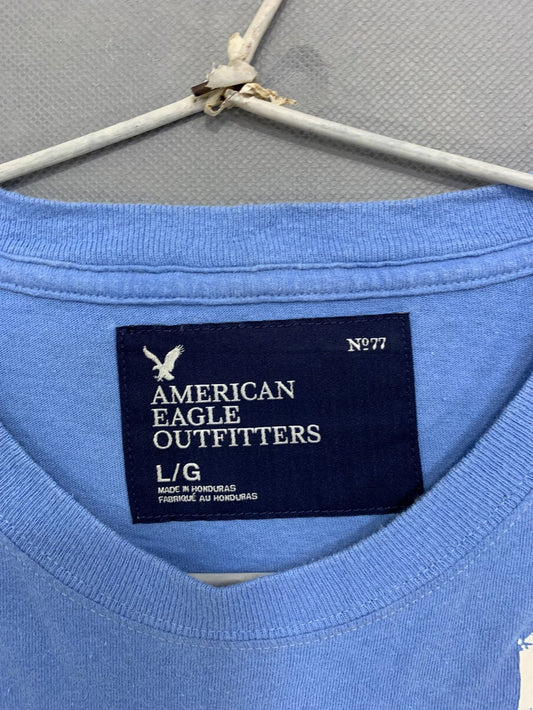 Nº77
AMERICAN
EAGLE
OUTFITTERS
L/G
MADE IN HONDURAS
FABRIQUÉ AU HONDURAS